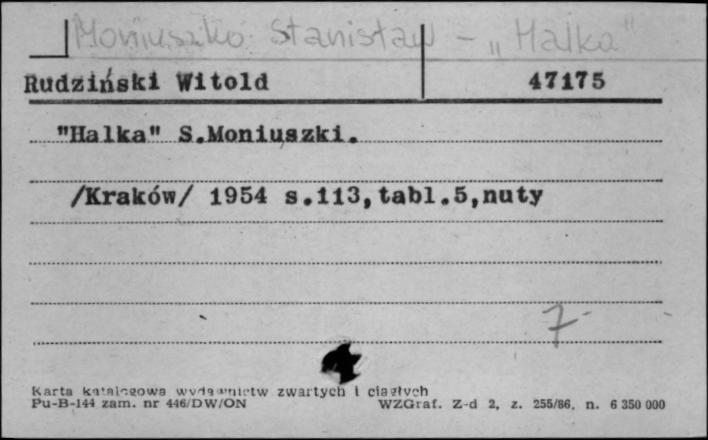 Moniuszko Stanisław - „Halka"
Rudziński Witold 47175
"Halka" S.Moniuszki.
/Kraków/ 1954 s.113,tabl.5,nuty
7-
Karta katalogowa wydawnictw zwartych i ciągłych
Pu-B-144 zam. nr 446/DW/ON WZGraf. Z-d 2, z. 255/86, n. 6 350 000